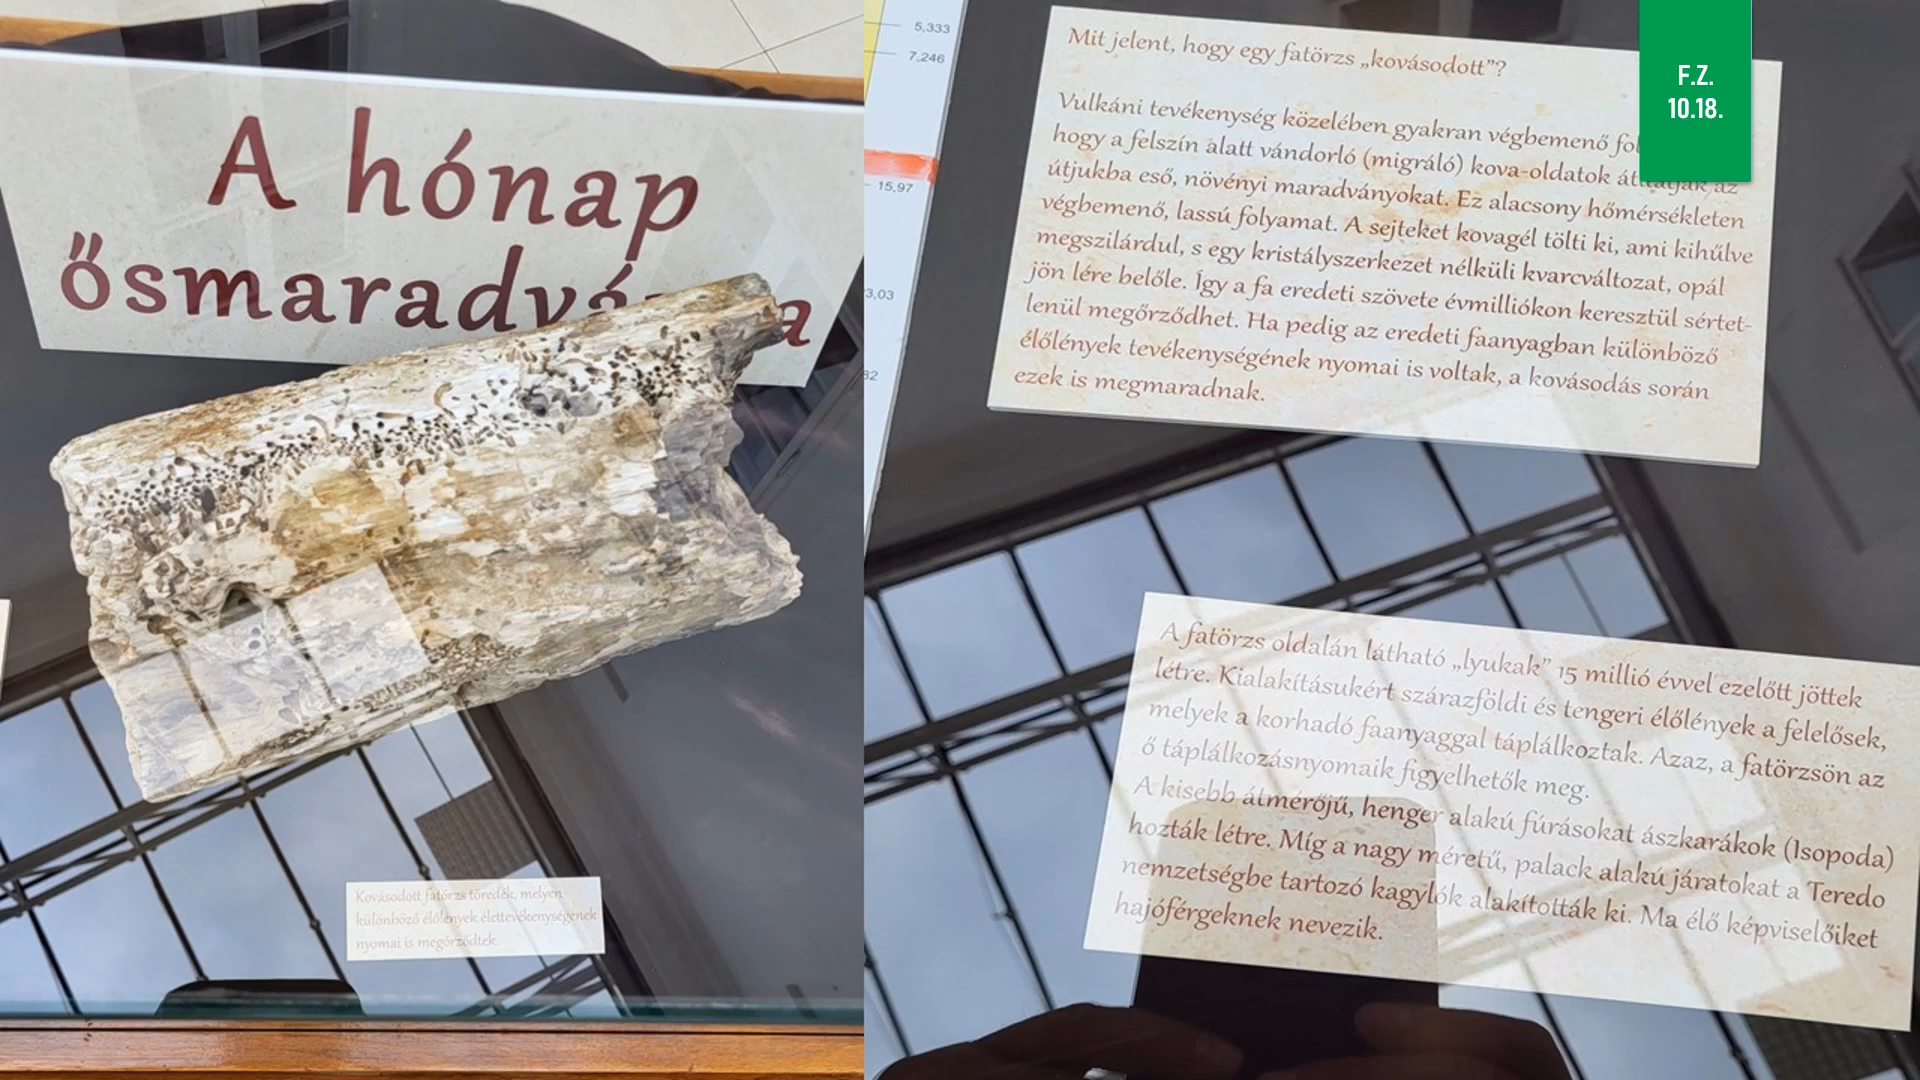 A hónap
5,333
7,246
15,97
3,03
82
Kovásodott fatörzs töredék, melyen
különböző élőlények élettevékenységének
nyomai is megőrződtek.
Mit jelent, hogy egy fatörzs „kovásodott”?
Vulkáni tevékenység közelében gyakran végbemenő
hogy a felszín alatt vándorló (migráló) kova-oldatok az
útjukba eső, növényi maradványokat. Ez alacsony hőmérsékleten
végbemenő, lassú folyamat. A sejteket kovagél tölti ki, ami kihűlve
megszilárdul, s egy kristályszerkezet nélküli kvarcváltozat, opál
jön lére belőle. Így a fa eredeti szövete évmilliókon keresztül sértet-
lenül megőrződhet. Ha pedig az eredeti faanyagban különböző
élőlények tevékenységének nyomai is voltak, a kovásodás során
ezek is megmaradnak.
F.Z.
10.18.
A fatörzs oldalán látható „lyukak” 15 millió évvel ezelőtt jöttek
létre. Kialakításukért szárazföldi és tengeri élőlények a felelősek,
melyek a korhadó faanyaggal táplálkoztak. Azaz, a fatörzsön az
ő táplálkozásnyomaik figyelhetők meg.
A kisebb átmérőjű, henger alakú fúrásokat ászkarákok (Isopoda)
hozták létre. Míg a nagy méretű, palack alakú járatokat a Teredo
nemzetségbe tartozó kagylók alakították ki. Ma élő képviselőiket
hajóférgeknek nevezik.